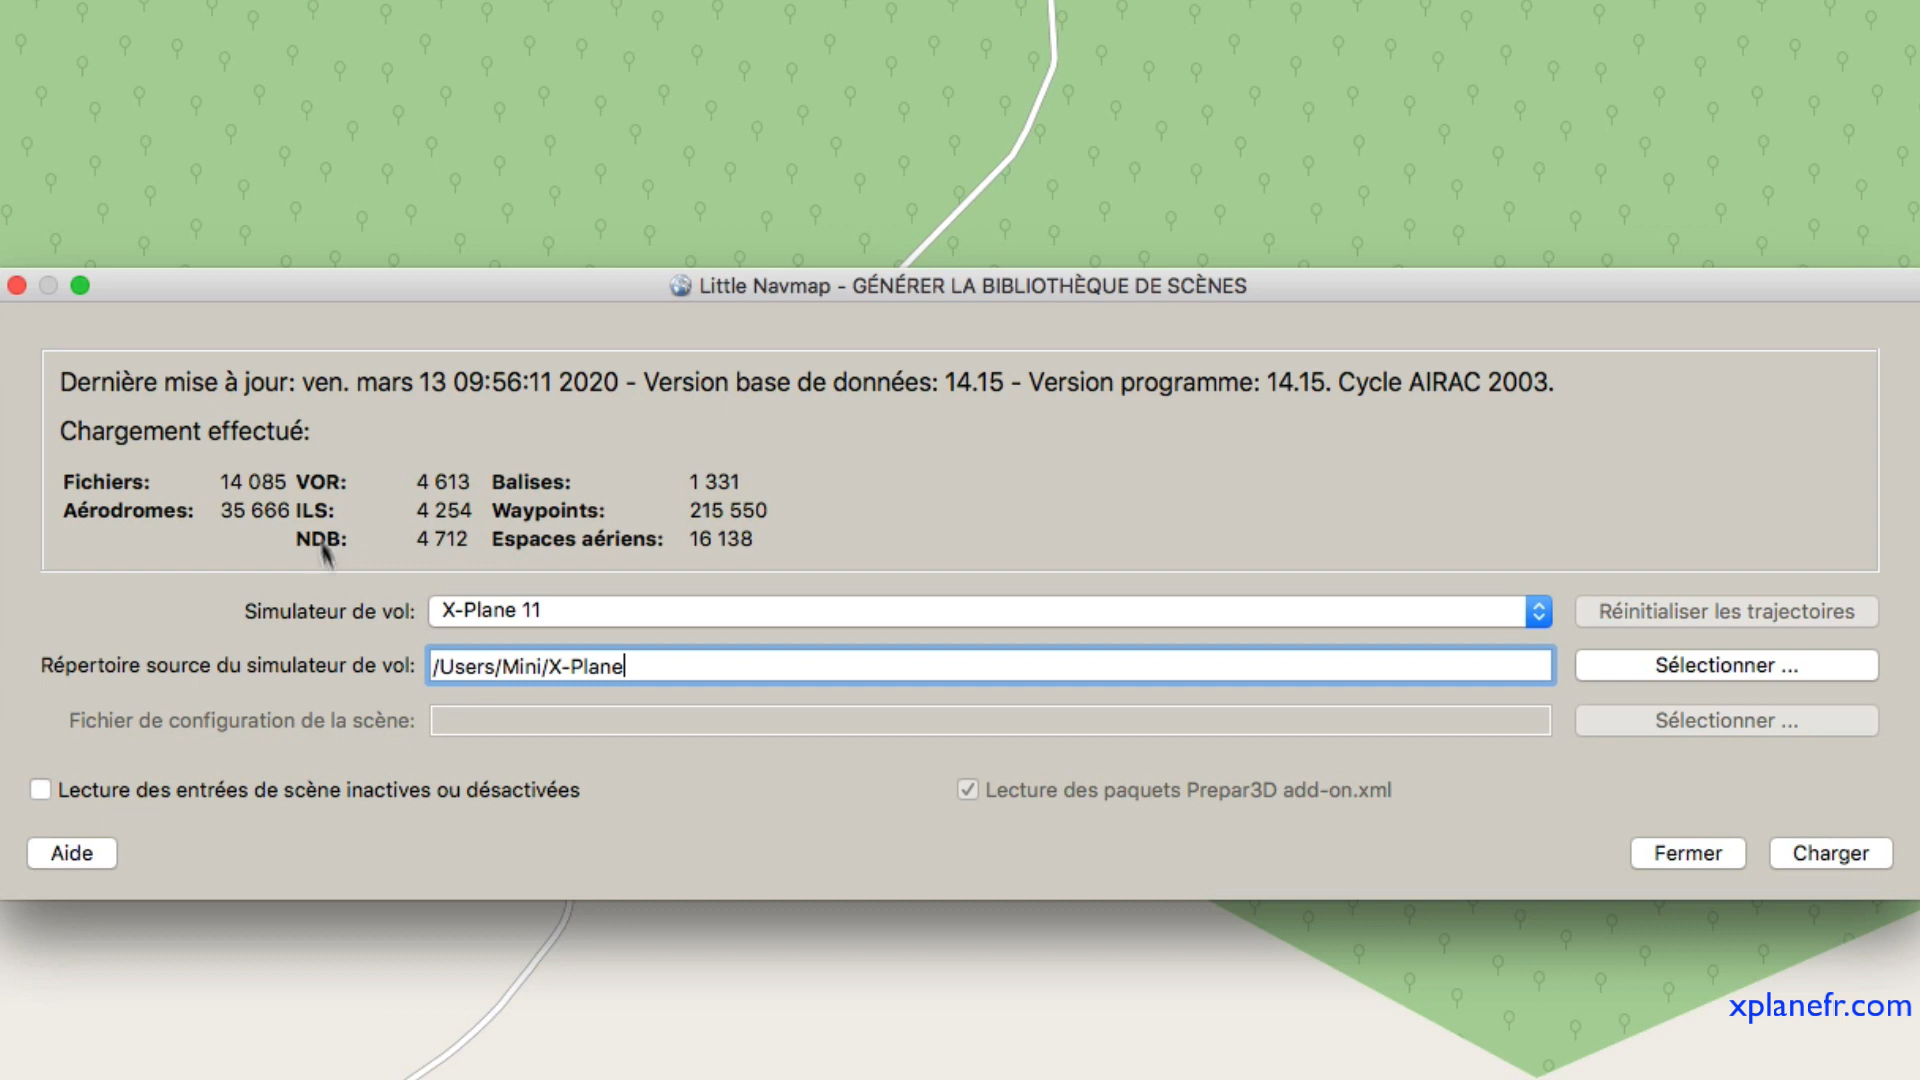 Little Navmap - GÉNÉRER LA BIBLIOTHÈQUE DE SCÈNES
Dernière mise à jour: ven. mars 13 09:56:11 2020 - Version base de données: 14.15 - Version programme: 14.15. Cycle AIRAC 2003.
Chargement effectué:
Fichiers: 14 085 VOR: 4 613 Balises: 1 331
Aérodromes: 35 666 ILS: 4 254 Waypoints: 215 550
NDB: 4 712 Espaces aériens: 16 138
Simulateur de vol: X-Plane 11 Réinitialiser les trajectoires
Répertoire source du simulateur de vol: /Users/Mini/X-Plane Sélectionner ...
Fichier de configuration de la scène: Sélectionner ...
Lecture des entrées de scène inactives ou désactivées Lecture des paquets Prepar3D add-on.xml
Aide Fermer Charger
xplanefr.com